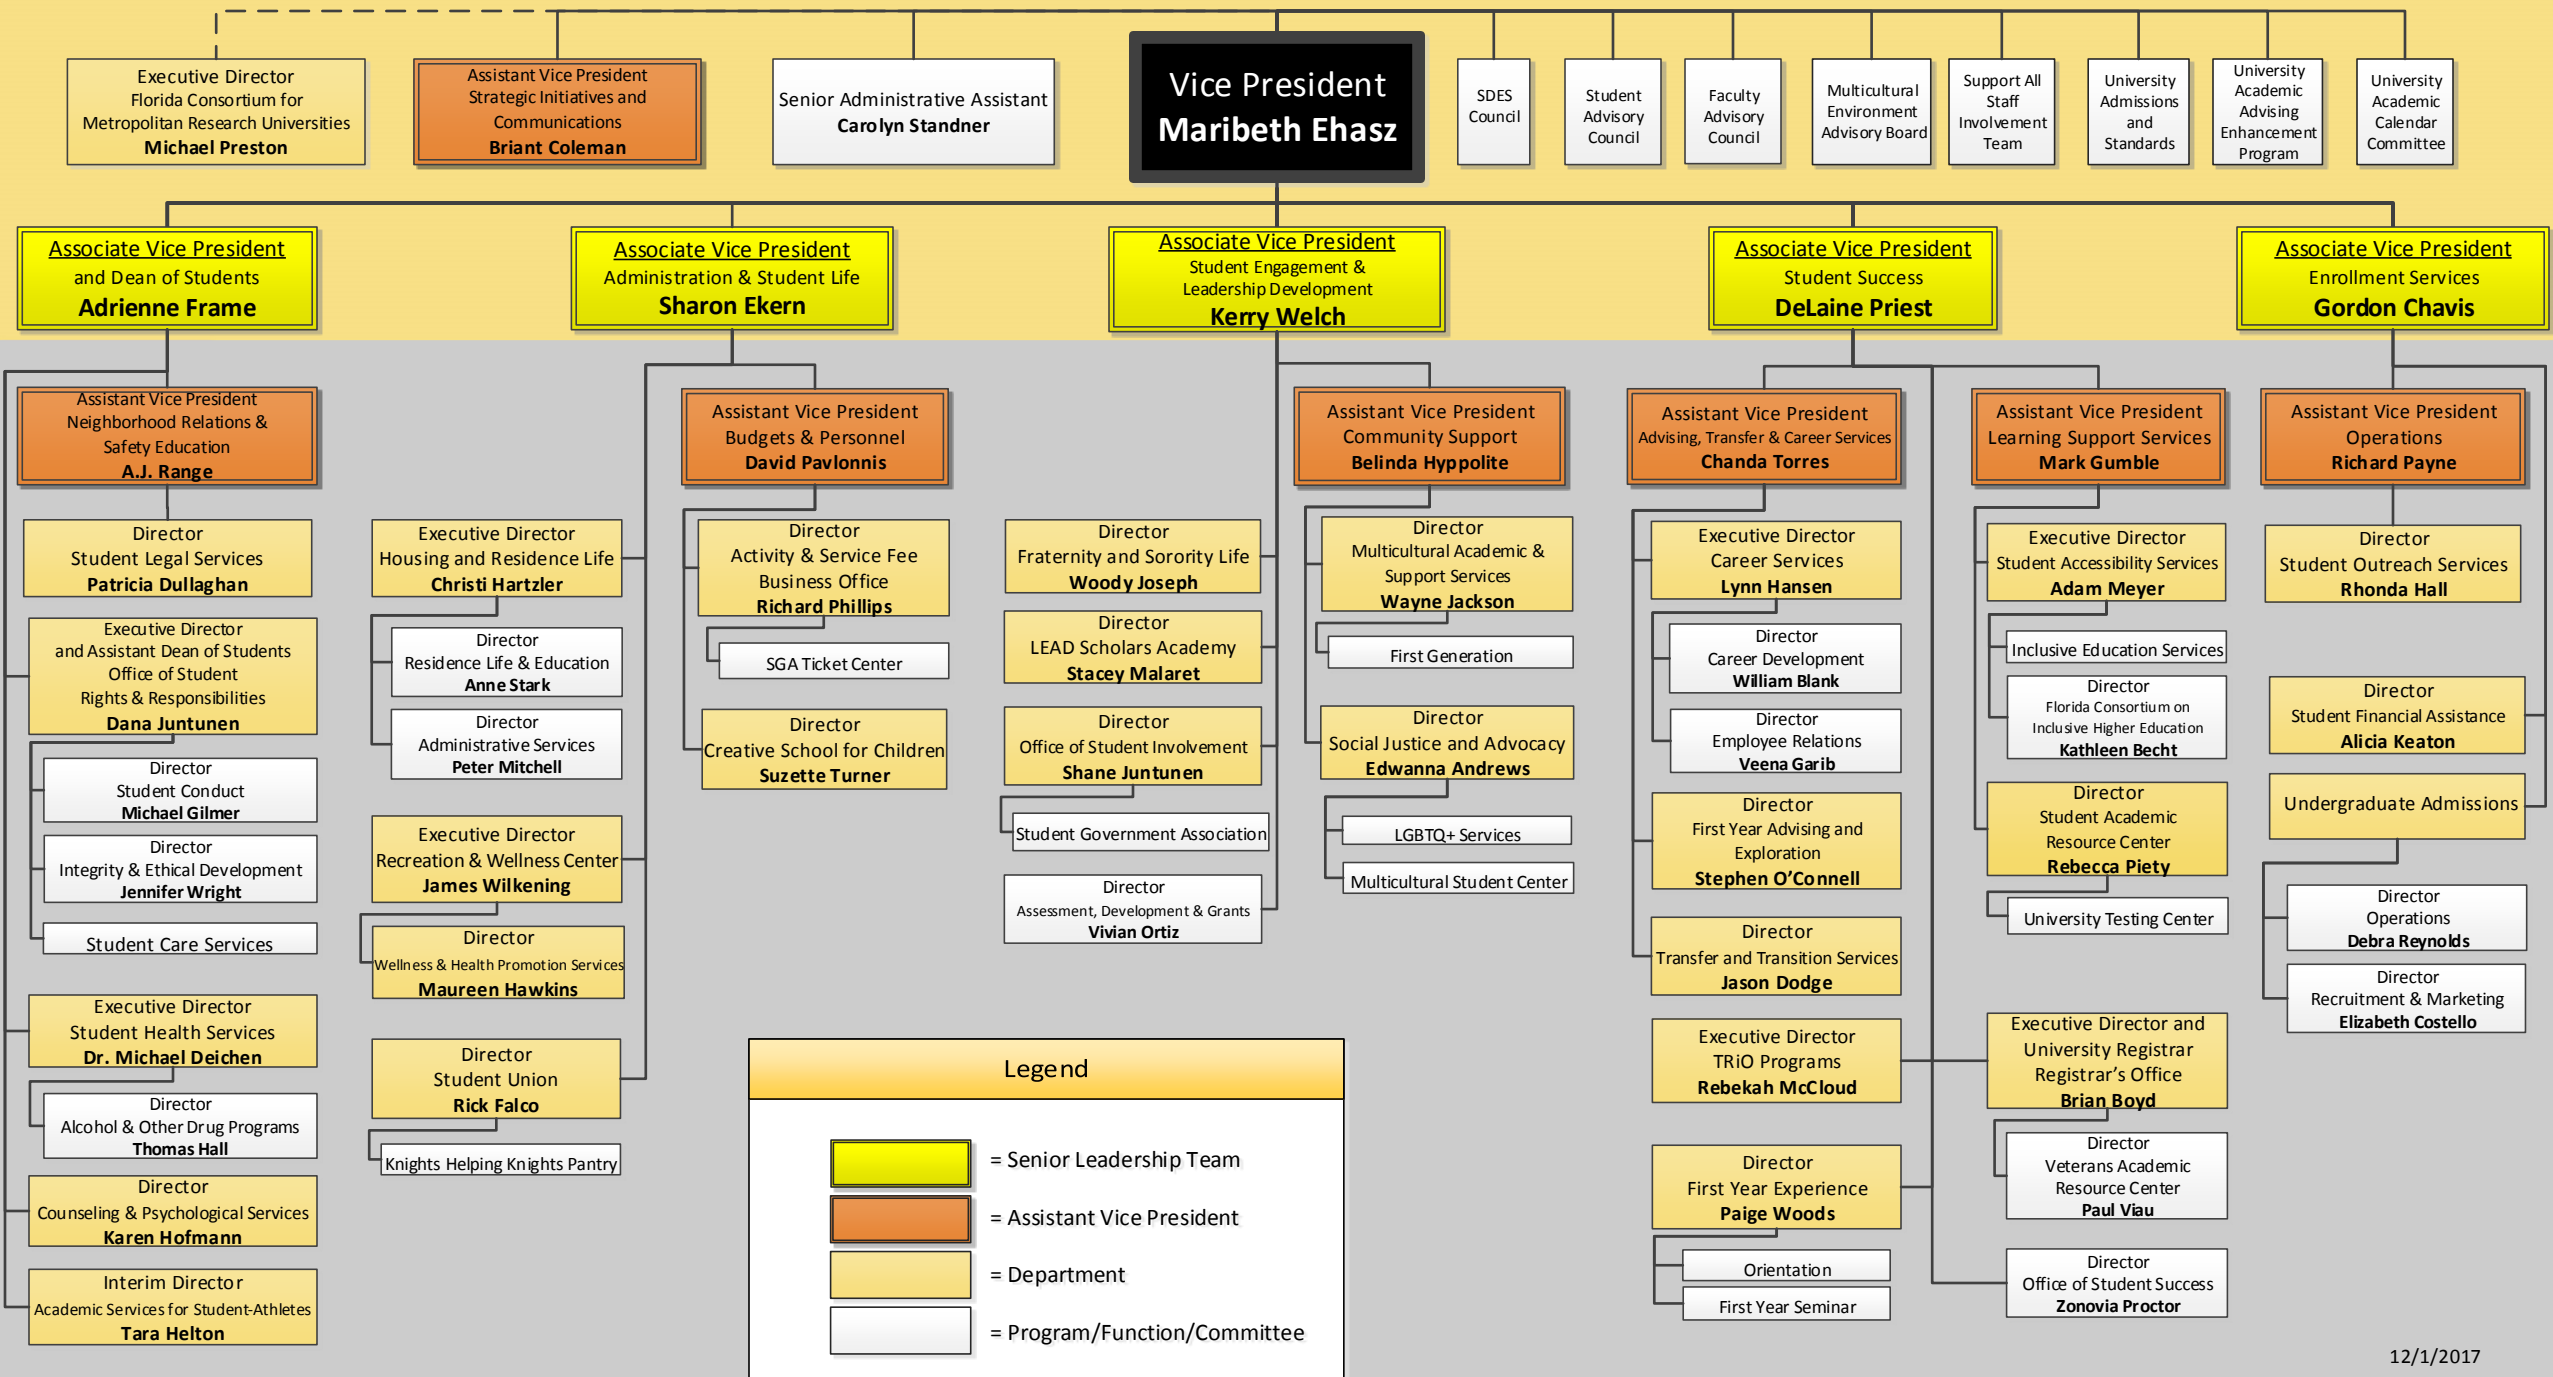 Executive Director
Florida Consortium for
Metropolitan Research Universities
Michael Preston
Assistant Vice President
Strategic Initiatives and
Communications
Briant Coleman
Senior Administrative Assistant
Carolyn Standner
Vice President
Maribeth Ehasz
SDES
Council
Student
Advisory
Council
Faculty
Advisory
Council
Multicultural
Environment
Advisory Board
Support All
Staff
Involvement
Team
University
Admissions
and
Standards
University
Academic
Advising
Enhancement
Program
University
Academic
Calendar
Committee
Associate Vice President
and Dean of Students
Adrienne Frame
Associate Vice President
Administration & Student Life
Sharon Ekern
Associate Vice President
Student Engagement &
Leadership Development
Kerry Welch
Associate Vice President
Student Success
DeLaine Priest
Associate Vice President
Enrollment Services
Gordon Chavis
Assistant Vice President
Neighborhood Relations &
Safety Education
A.J. Range
Director
Student Legal Services
Patricia Dullaghan
Executive Director
and Assistant Dean of Students
Office of Student
Rights & Responsibilities
Dana Juntunen
Director
Student Conduct
Michael Gilmer
Director
Integrity & Ethical Development
Jennifer Wright
Student Care Services
Executive Director
Student Health Services
Dr. Michael Deichen
Director
Alcohol & Other Drug Programs
Thomas Hall
Director
Counseling & Psychological Services
Karen Hofmann
Interim Director
Academic Services for Student-Athletes
Tara Helton
Executive Director
Housing and Residence Life
Christi Hartzler
Director
Residence Life & Education
Anne Stark
Director
Administrative Services
Peter Mitchell
Executive Director
Recreation & Wellness Center
James Wilkening
Director
Wellness & Health Promotion Services
Maureen Hawkins
Director
Student Union
Rick Falco
Knights Helping Knights Pantry
Assistant Vice President
Budgets & Personnel
David Pavlonnis
Director
Activity & Service Fee
Business Office
Richard Phillips
SGA Ticket Center
Director
Creative School for Children
Suzette Turner
Director
Fraternity and Sorority Life
Woody Joseph
Director
LEAD Scholars Academy
Stacey Malaret
Director
Office of Student Involvement
Shane Juntunen
Student Government Association
Director
Assessment, Development & Grants
Vivian Ortiz
Assistant Vice President
Community Support
Belinda Hyppolite
Director
Multicultural Academic &
Support Services
Wayne Jackson
First Generation
Director
Social Justice and Advocacy
Edwanna Andrews
LGBTQ+ Services
Multicultural Student Center
Assistant Vice President
Advising, Transfer & Career Services
Chanda Torres
Executive Director
Career Services
Lynn Hansen
Director
Career Development
William Blank
Director
Employee Relations
Veena Garib
Director
First Year Advising and
Exploration
Stephen O’Connell
Director
Transfer and Transition Services
Jason Dodge
Executive Director
TRiO Programs
Rebekah McCloud
Director
First Year Experience
Paige Woods
Orientation
First Year Seminar
Assistant Vice President
Learning Support Services
Mark Gumble
Executive Director
Student Accessibility Services
Adam Meyer
Inclusive Education Services
Director
Florida Consortium on
Inclusive Higher Education
Kathleen Becht
Director
Student Academic
Resource Center
Rebecca Piety
University Testing Center
Executive Director and
University Registrar
Registrar’s Office
Brian Boyd
Director
Veterans Academic
Resource Center
Paul Viau
Director
Office of Student Success
Zonovia Proctor
Assistant Vice President
Operations
Richard Payne
Director
Student Outreach Services
Rhonda Hall
Director
Student Financial Assistance
Alicia Keaton
Undergraduate Admissions
Director
Operations
Debra Reynolds
Director
Recruitment & Marketing
Elizabeth Costello
Legend
= Senior Leadership Team
= Assistant Vice President
= Department
= Program/Function/Committee
12/1/2017